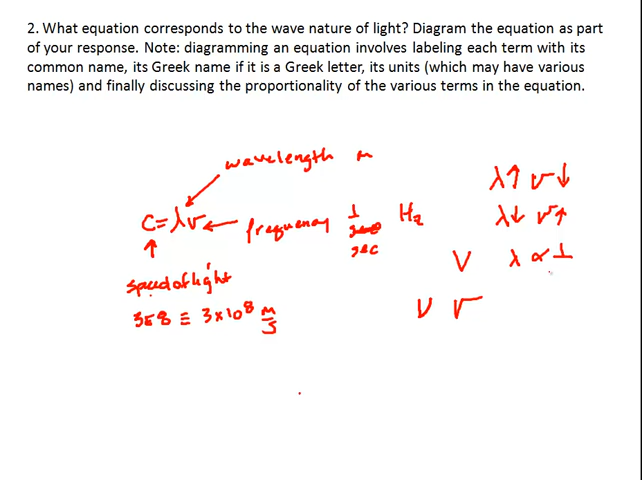 2. What equation corresponds to the wave nature of light? Diagram the equation as part
of your response. Note: diagramming an equation involves labeling each term with its
common name, its Greek name if it is a Greek letter, its units (which may have various
names) and finally discussing the proportionality of the various terms in the equation.
wavelength m
λ↑ ν↓
c=λν ← frequency 1/sec Hz
λ↓ ν↑
speed of light
ν λ ∝ 1
3E8 ≡ 3×10⁸ m/s
ν ν